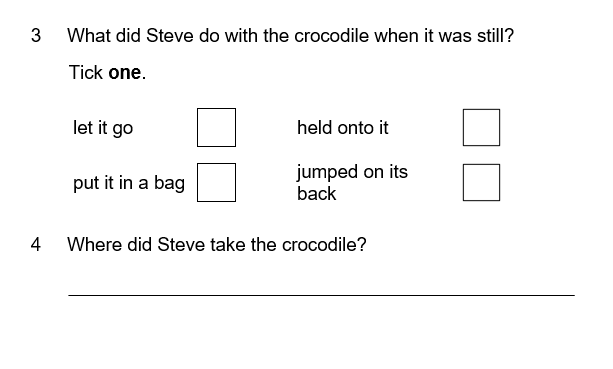 3 What did Steve do with the crocodile when it was still?
Tick one.
let it go
held onto it
put it in a bag
jumped on its
back
4 Where did Steve take the crocodile?